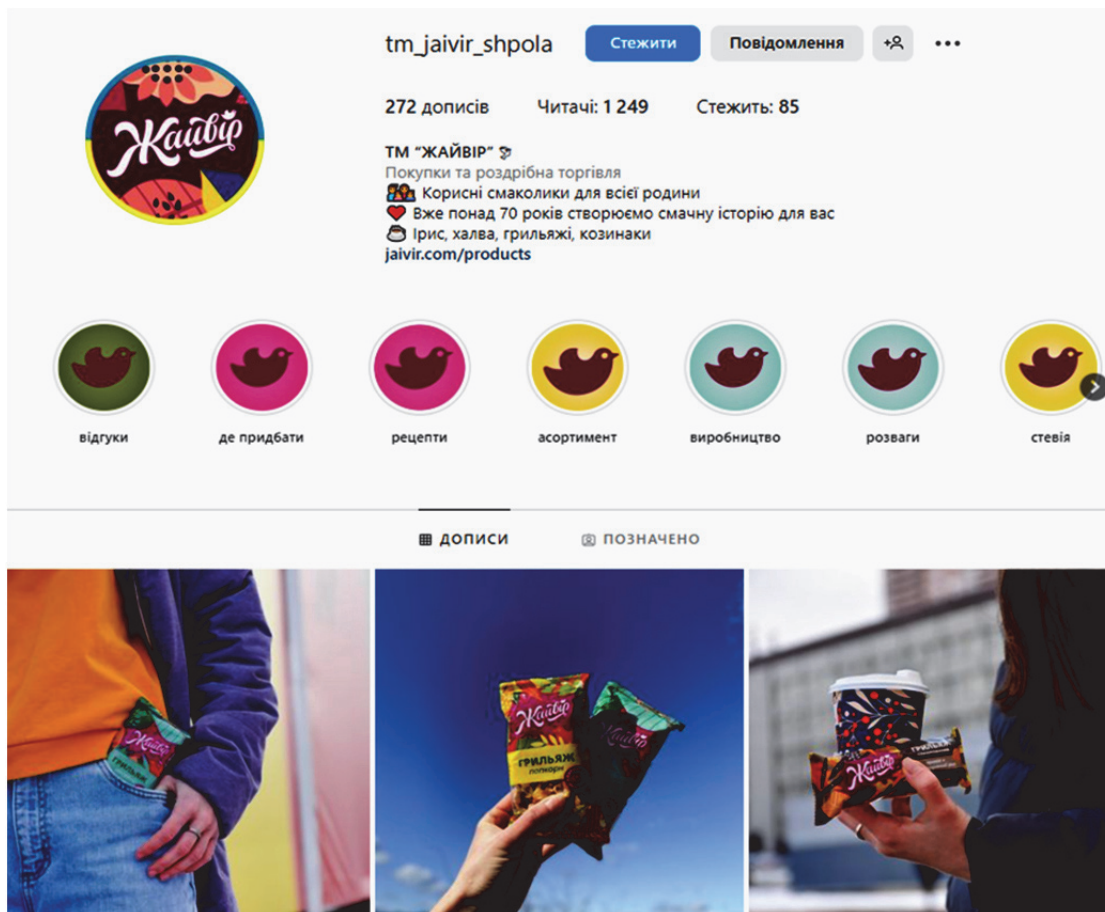 tm_jaivir_shpola Стежити Повідомлення
272 дописів Читачі: 1 249 Стежить: 85
ТМ "ЖАЙВІР"
Покупки та роздрібна торгівля
Корисні смаколики для всієї родини
Вже понад 70 років створюємо смачну історію для вас
Ірис, халва, грильяжі, козинаки
jaivir.com/products
Жайвір
відгуки де придбати рецепти асортимент виробництво розваги стевія
ДОПИСИ ПОЗНАЧЕНО
Жайвір
ГРИЛЬЯЖ
Жайвір
ГРИЛЬЯЖ
ПОПКОРН
Жайвір
ГРИЛЬЯЖ
Жайвір